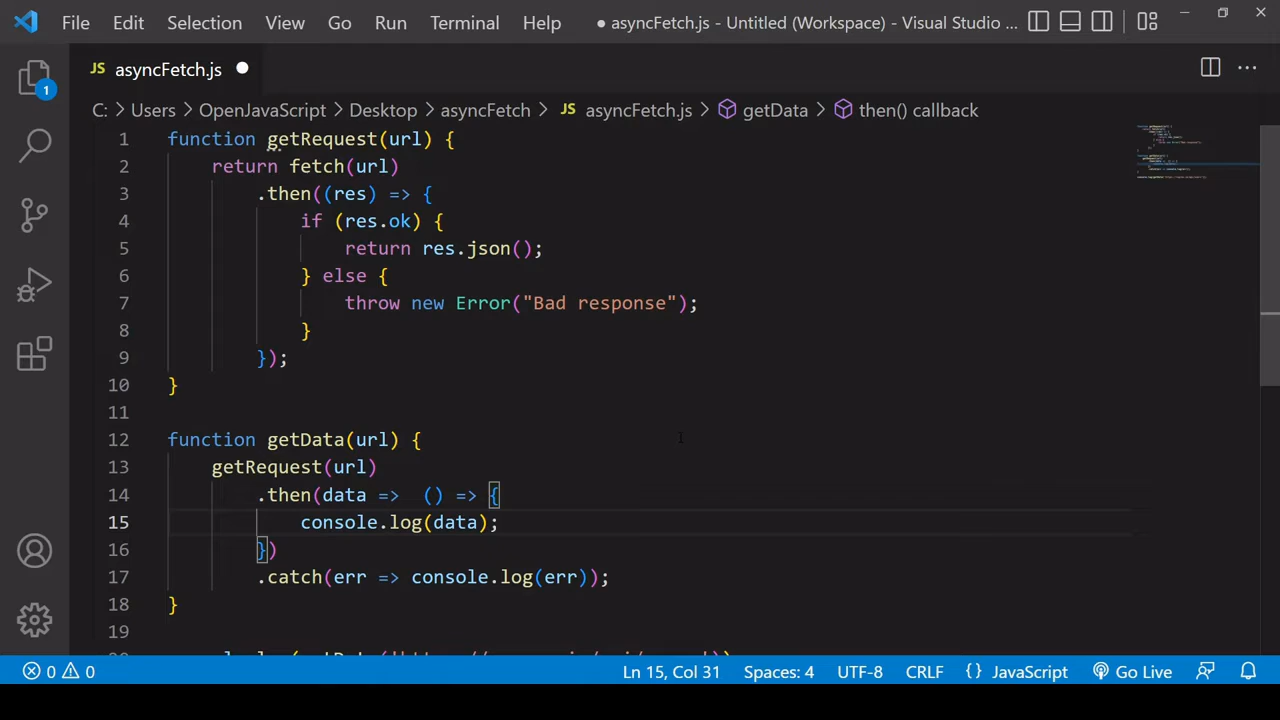 File Edit Selection View Go Run Terminal Help ● asyncFetch.js - Untitled (Workspace) - Visual Studio ...
JS asyncFetch.js ●
C: > Users > OpenJavaScript > Desktop > asyncFetch > JS asyncFetch.js > getData > then() callback
1
1 function getRequest(url) {
2 return fetch(url)
3 .then((res) => {
4 if (res.ok) {
5 return res.json();
6 } else {
7 throw new Error("Bad response");
8 }
9 });
10 }
11
12 function getData(url) {
13 getRequest(url)
14 .then(data =>  () => {
15 console.log(data);
16 })
17 .catch(err => console.log(err));
18 }
19
0 0 Ln 15, Col 31 Spaces: 4 UTF-8 CRLF {} JavaScript Go Live